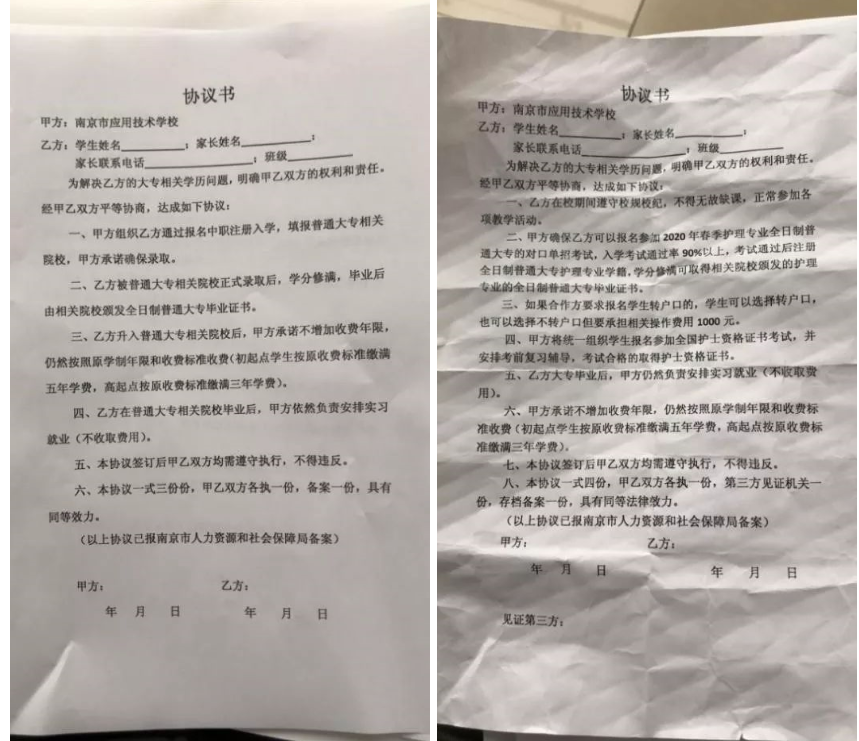 协议书
甲方：南京市应用技术学校
乙方：学生姓名__________；家长姓名__________；
家长联系电话__________；班级__________
为解决乙方的大专相关学历问题，明确甲乙双方的权利和责任。
经甲乙双方平等协商，达成如下协议：
一、甲方组织乙方通过报名中职注册入学，填报普通大专相关
院校，甲方承诺确保录取。
二、乙方被普通大专相关院校正式录取后，学分修满，毕业后
由相关院校颁发全日制普通大专毕业证书。
三、乙方升入普通大专相关院校后，甲方承诺不增加收费年限，
仍然按照原学制年限和收费标准收费(初起点学生按原收费标准缴满
五年学费，高起点按原收费标准缴满三年学费)。
四、乙方在普通大专相关院校毕业后，甲方依然负责安排实习
就业（不收取费用）。
五、本协议签订后甲乙双方均需遵守执行，不得违反。
六、本协议一式三份份，甲乙双方各执一份，备案一份，具有
同等效力。
（以上协议已报南京市人力资源和社会保障局备案）
甲方： 乙方：
年 月 日 年 月 日
协议书
甲方：南京市应用技术学校
乙方：学生姓名__________；家长姓名__________；
家长联系电话__________；班级__________
为解决乙方的大专相关学历问题，明确甲乙双方的权利和责任。
经甲乙双方平等协商，达成如下协议：
一、乙方在校期间遵守校规校纪，不得无故缺课，正常参加各
项教学活动。
二、甲方确保乙方可以报名参加 2020 年春季护理专业全日制普
通大专的对口单招考试，入学考试通过率 90%以上，考试通过后注册
全日制普通大专护理专业学籍，学分修满可取得相关院校颁发的护理
专业的全日制普通大专毕业证书。
三、如果合作方要求报名学生转户口的，学生可以选择转户口，
也可以选择不转户口但要承担相关操作费用 1000 元。
四、甲方将统一组织学生报名参加全国护士资格证书考试，并
安排考前复习辅导，考试合格的取得护士资格证书。
五、乙方大专毕业后，甲方仍然负责安排实习就业（不收取费
用）。
六、甲方承诺不增加收费年限，仍然按照原学制年限和收费标
准收费（初起点学生按原收费标准缴满五年学费，高起点按原收费标
准缴满三年学费）。
七、本协议签订后甲乙双方均需遵守执行，不得违反。
八、本协议一式四份，甲乙双方各执一份，第三方见证机关一
份，存档备案一份，具有同等法律效力。
（以上协议已报南京市人力资源和社会保障局备案）
甲方： 乙方：
年 月 日 年 月 日
见证第三方：